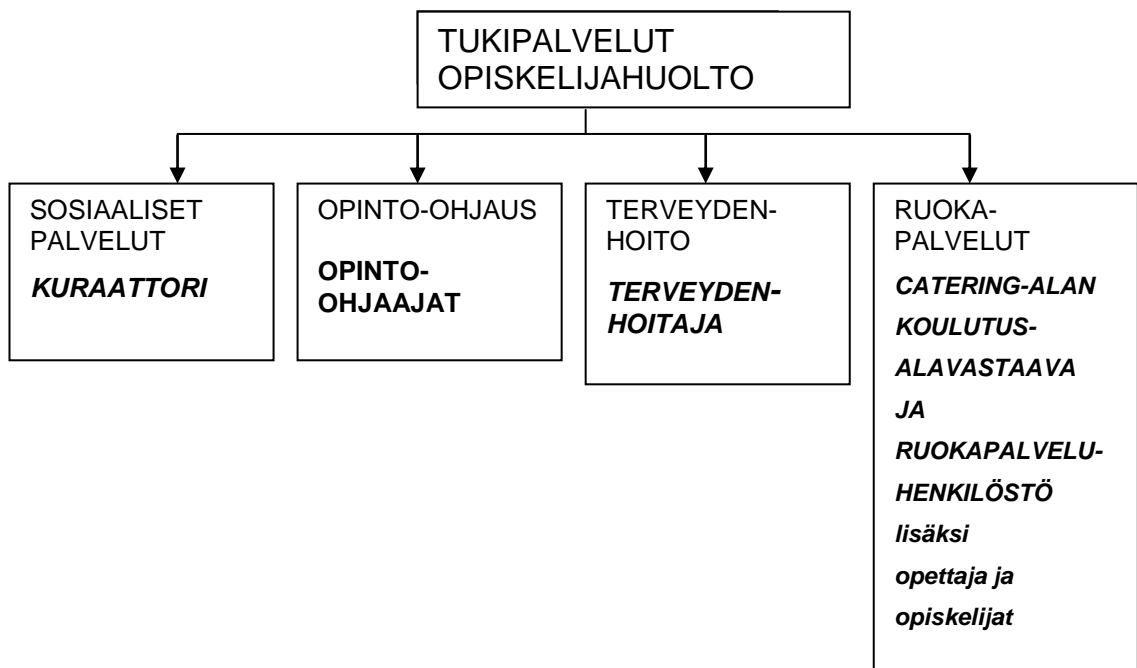 TUKIPALVELUT
OPISKELIJAHUOLTO
SOSIAALISET
PALVELUT
KURAATTORI
OPINTO-OHJAUS
OPINTO-
OHJAAJAT
TERVEYDEN-
HOITO
TERVEYDEN-
HOITAJA
RUOKA-
PALVELUT
CATERING-ALAN
KOULUTUS-
ALAVASTAAVA
JA
RUOKAPALVELU-
HENKILÖSTÖ
lisäksi
opettaja ja
opiskelijat